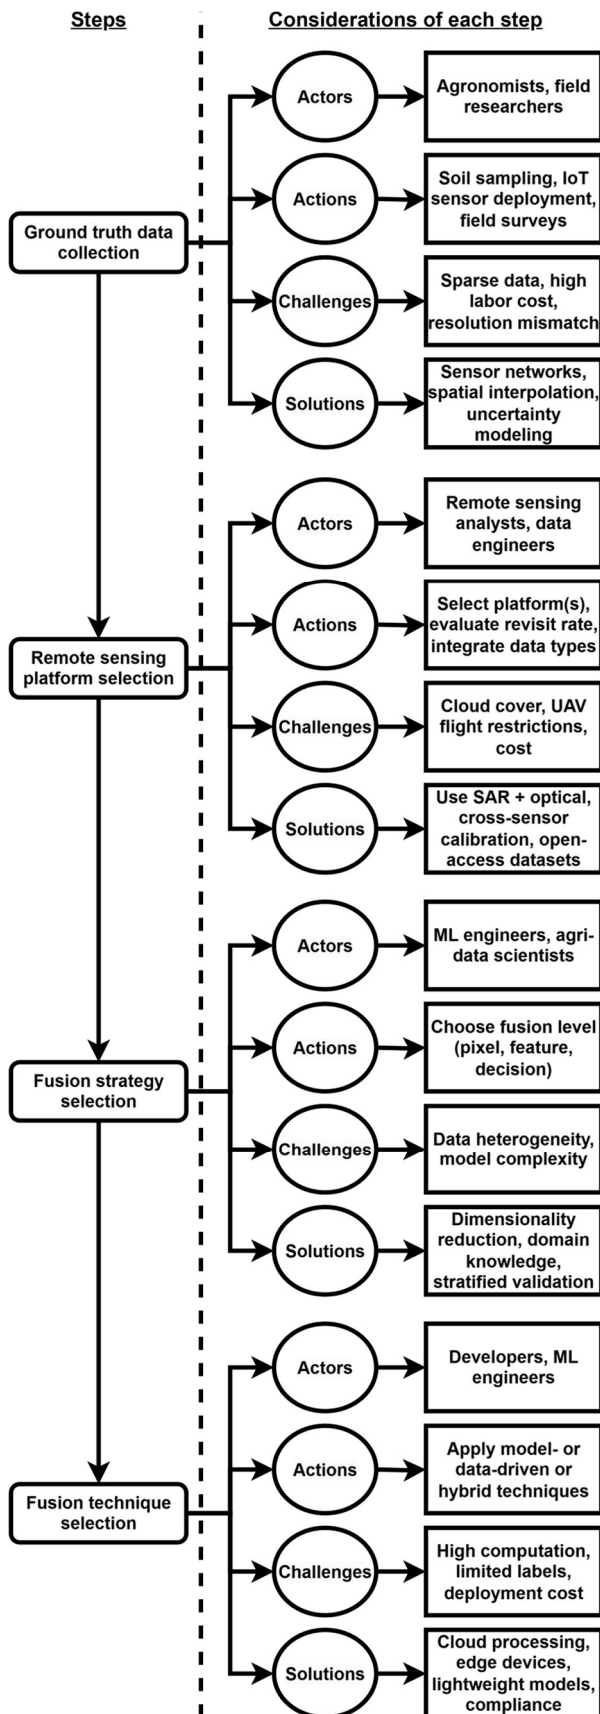 Steps
Considerations of each step
Ground truth data
collection
Actors
Agronomists, field
researchers
Actions
Soil sampling, IoT
sensor deployment,
field surveys
Challenges
Sparse data, high
labor cost,
resolution mismatch
Solutions
Sensor networks,
spatial interpolation,
uncertainty
modeling
Remote sensing
platform selection
Actors
Remote sensing
analysts, data
engineers
Actions
Select platform(s),
evaluate revisit rate,
integrate data types
Challenges
Cloud cover, UAV
flight restrictions,
cost
Solutions
Use SAR + optical,
cross-sensor
calibration, open-
access datasets
Fusion strategy
selection
Actors
ML engineers, agri-
data scientists
Actions
Choose fusion level
(pixel, feature,
decision)
Challenges
Data heterogeneity,
model complexity
Solutions
Dimensionality
reduction, domain
knowledge,
stratified validation
Fusion technique
selection
Actors
Developers, ML
engineers
Actions
Apply model- or
data-driven or
hybrid techniques
Challenges
High computation,
limited labels,
deployment cost
Solutions
Cloud processing,
edge devices,
lightweight models,
compliance